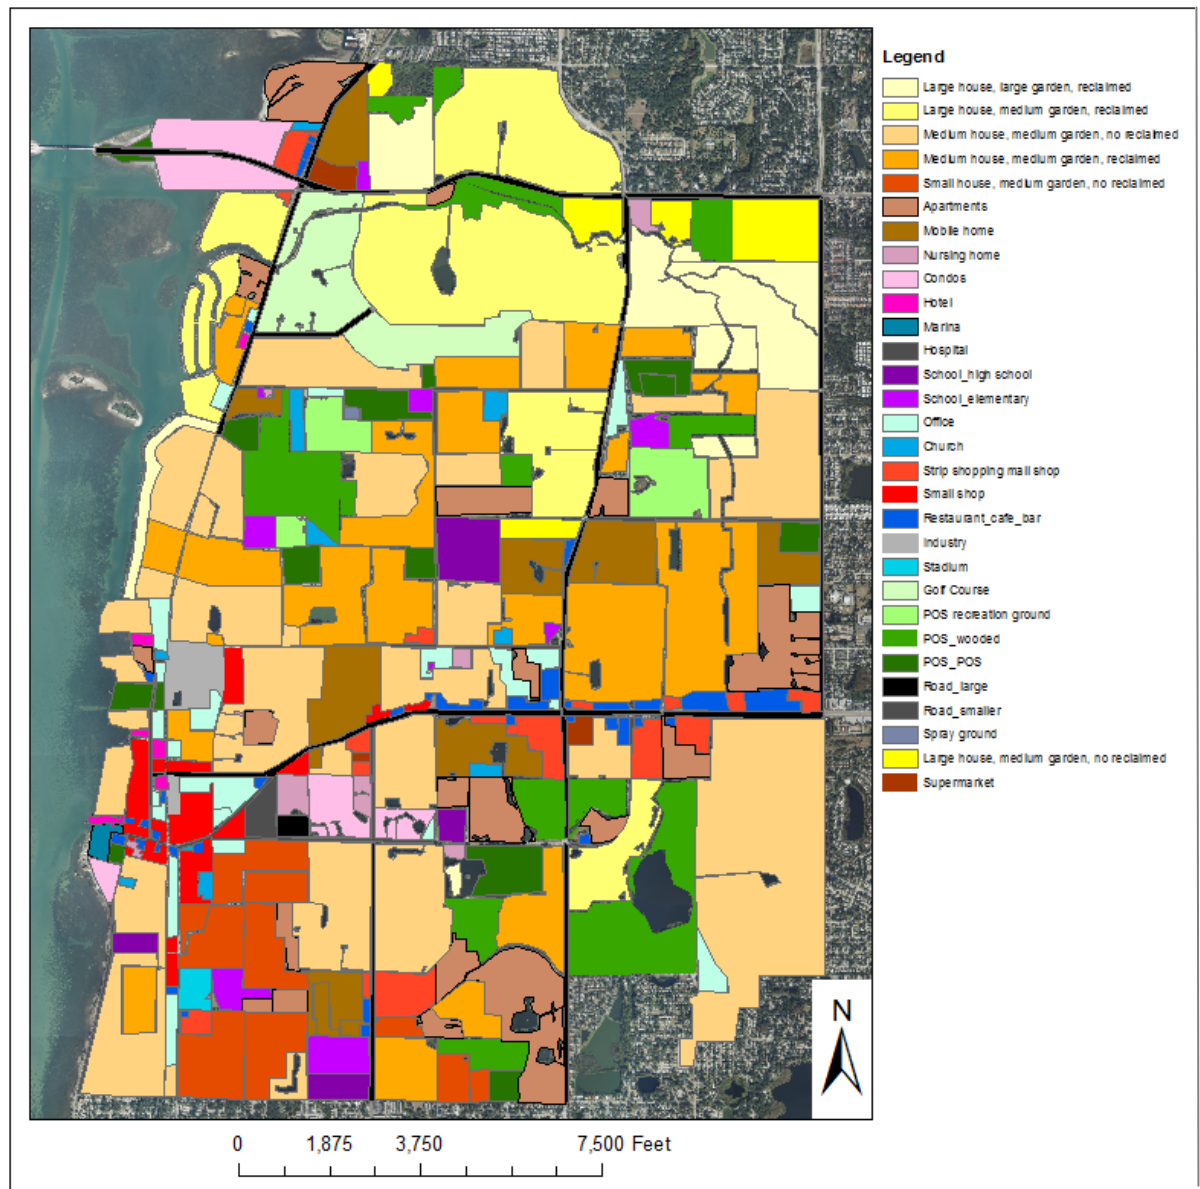 Legend
Large house, large garden, reclaimed
Large house, medium garden, reclaimed
Medium house, medium garden, no reclaimed
Medium house, medium garden, reclaimed
Small house, medium garden, no reclaimed
Apartments
Mobile home
Nursing home
Condos
Hotel
Marina
Hospital
School_high school
School_elementary
Office
Church
Strip shopping mall shop
Small shop
Restaurant_cafe_bar
Industry
Stadium
Golf Course
POS recreation ground
POS_wooded
POS_POS
Road_large
Road_smaller
Spray ground
Large house, medium garden, no reclaimed
Supermarket
N
0 1,875 3,750 7,500 Feet